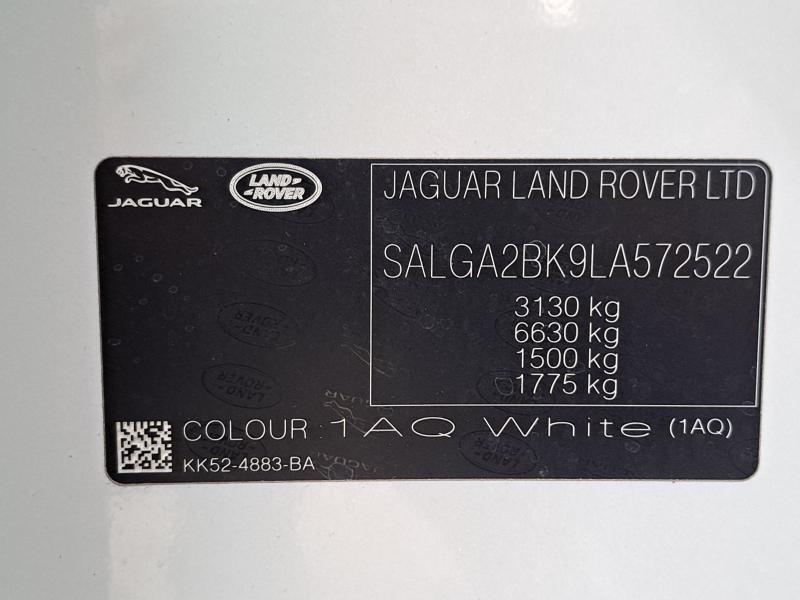 JAGUAR
LAND ROVER
JAGUAR LAND ROVER LTD
SALGA2BK9LA572522
3130 kg
6630 kg
1500 kg
1775 kg
COLOUR 1AQ White (1AQ)
KK52-4883-BA